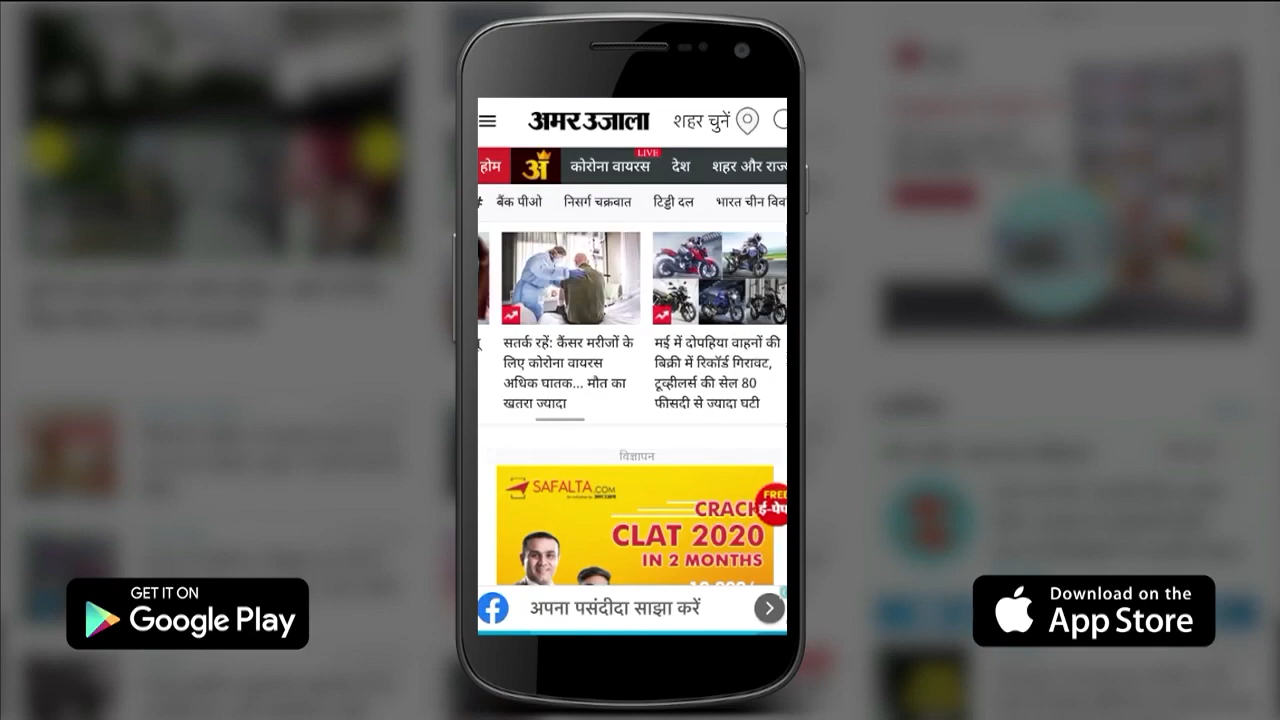 अमर उजाला शहर चुनें
होम अ कोरोना वायरस LIVE देश शहर और राज्
# बैंक पीओ निसर्ग चक्रवात टिड्डी दल भारत चीन विवा
सतर्क रहें: कैंसर मरीजों के
लिए कोरोना वायरस
अधिक घातक... मौत का
खतरा ज्यादा
मई में दोपहिया वाहनों की
बिक्री में रिकॉर्ड गिरावट,
टूव्हीलर्स की सेल 80
फीसदी से ज्यादा घटी
विज्ञापन
SAFALTA.COM
CRACK
CLAT 2020
IN 2 MONTHS
FREE
ई-पेप
अपना पसंदीदा साझा करें
GET IT ON
Google Play
Download on the
App Store